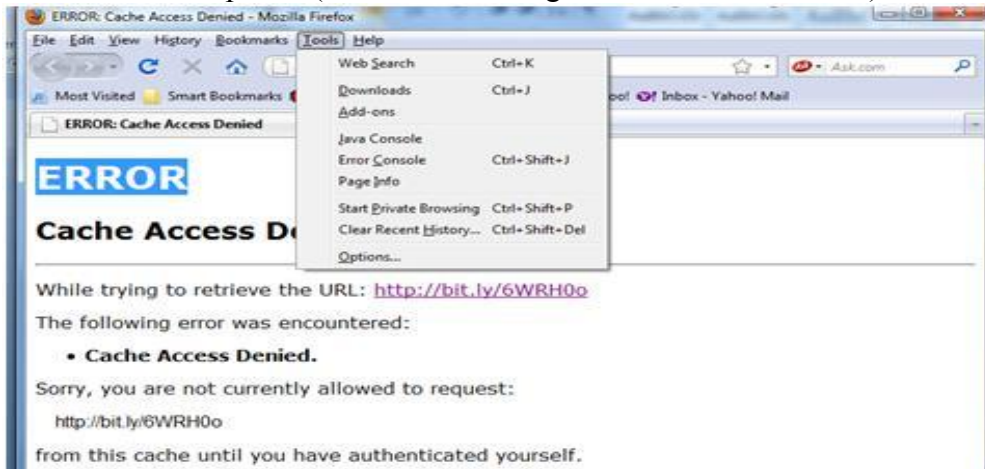 ERROR: Cache Access Denied - Mozilla Firefox
File Edit View History Bookmarks Tools Help
Ask.com
Most Visited Smart Bookmarks Inbox - Yahoo! Mail
ERROR: Cache Access Denied
Web Search Ctrl+K
Downloads Ctrl+J
Add-ons
Java Console
Error Console Ctrl+Shift+J
Page Info
Start Private Browsing Ctrl+Shift+P
Clear Recent History... Ctrl+Shift+Del
Options...
ERROR
Cache Access
While trying to retrieve the URL: http://bit.ly/6WRH0o
The following error was encountered:
• Cache Access Denied.
Sorry, you are not currently allowed to request:
http://bit.ly/6WRH0o
from this cache until you have authenticated yourself.